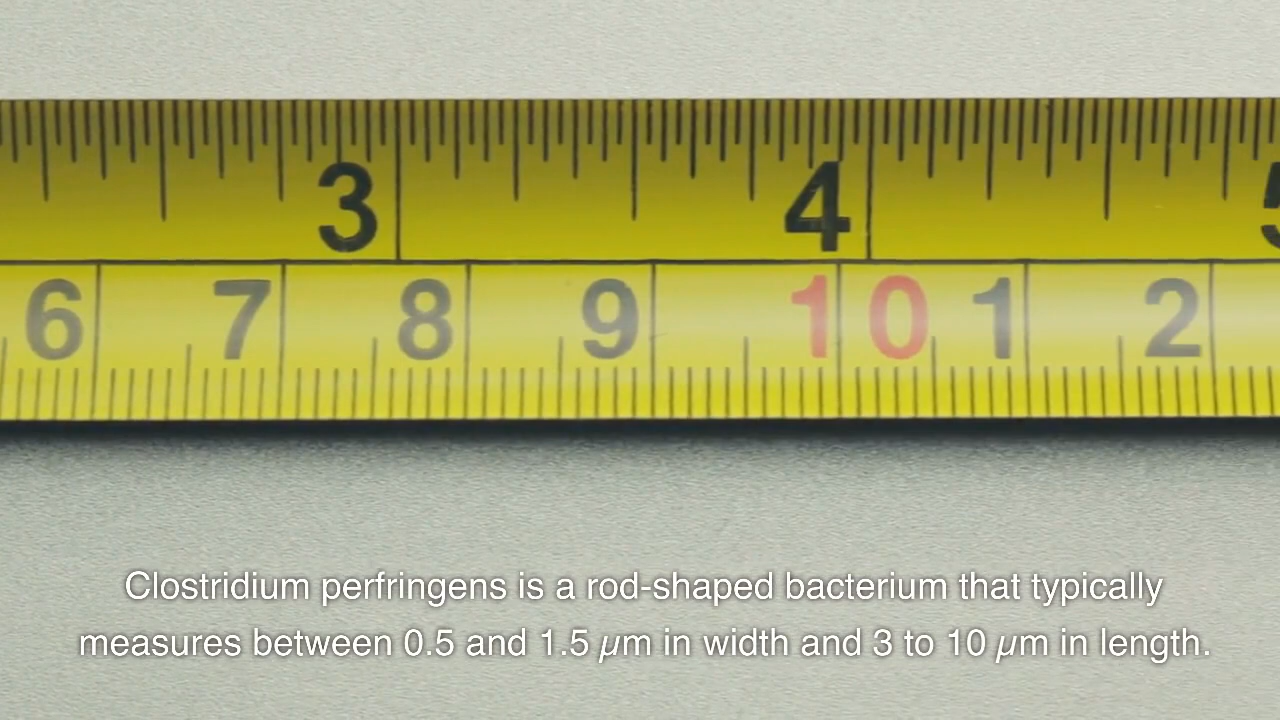 3 4 5
6 7 8 9 10 1 2
Clostridium perfringens is a rod-shaped bacterium that typically
measures between 0.5 and 1.5 µm in width and 3 to 10 µm in length.